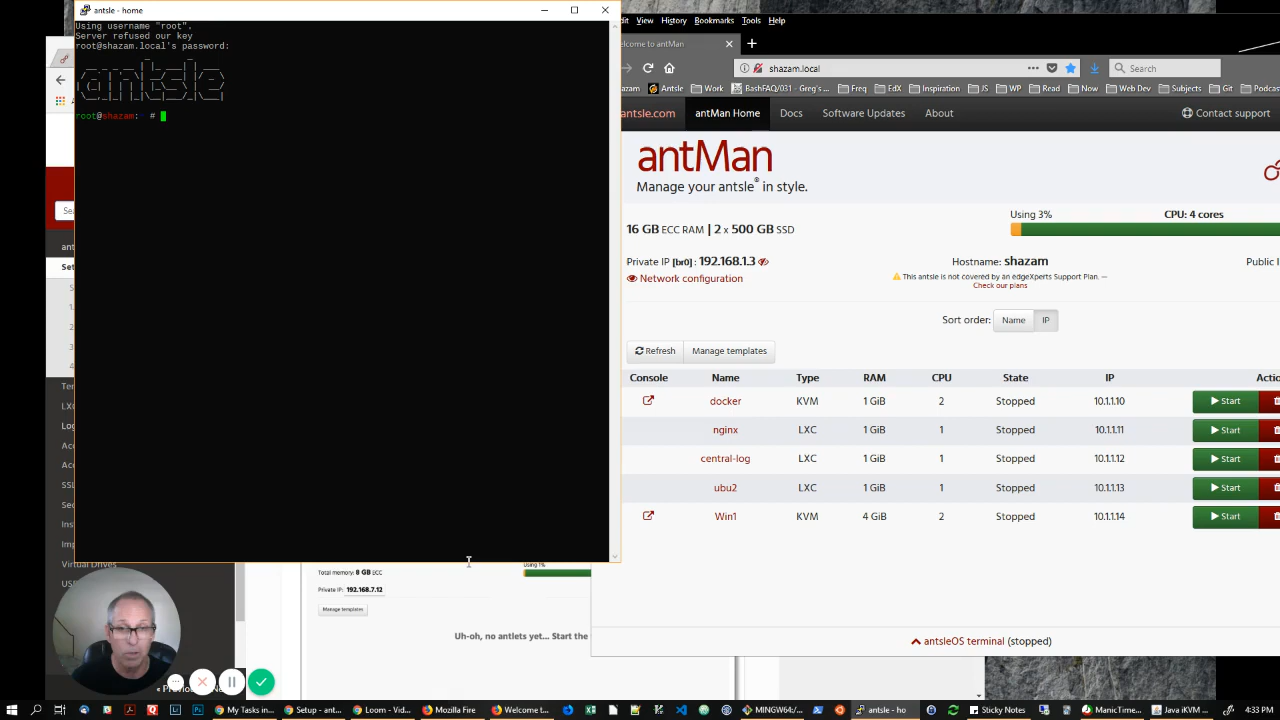 antsle - home
Using username "root".
Server refused our key
root@shazam.local's password:
antsle
root@shazam: # 
View History Bookmarks Tools Help
elcome to antMan
shazam.local
Search
Antsle
Work
BashFAQ/031 - Greg's...
Freq
EdX
Inspiration
JS
WP
Read
Now
Web Dev
Subjects
Git
antsle.com antMan Home Docs Software Updates About Contact support
antMan
Manage your antsle® in style.
16 GB ECC RAM | 2 x 500 GB SSD
Using 3% CPU: 4 cores
Private IP [br0]: 192.168.1.3
Hostname: shazam
Network configuration
This antsle is not covered by an edgeXperts Support Plan. —
Check our plans
Sort order: Name IP
Refresh Manage templates
Console Name Type RAM CPU State IP
docker KVM 1 GiB 2 Stopped 10.1.1.10 Start
nginx LXC 1 GiB 1 Stopped 10.1.1.11 Start
central-log LXC 1 GiB 1 Stopped 10.1.1.12 Start
ubu2 LXC 1 GiB 1 Stopped 10.1.1.13 Start
Win1 KVM 4 GiB 2 Stopped 10.1.1.14 Start
Virtual Drives
Total memory: 8 GB ECC
Using 1%
Private IP: 192.168.7.12
Manage templates
Uh-oh, no antlets yet... Start the
antsleOS terminal (stopped)
« Previou
My Tasks in...
Setup - ant...
Loom - Vid...
Mozilla Fire
Welcome t...
MINGW64:/
antsle - ho
Sticky Notes
ManicTime...
Java iKVM ...
4:33 PM